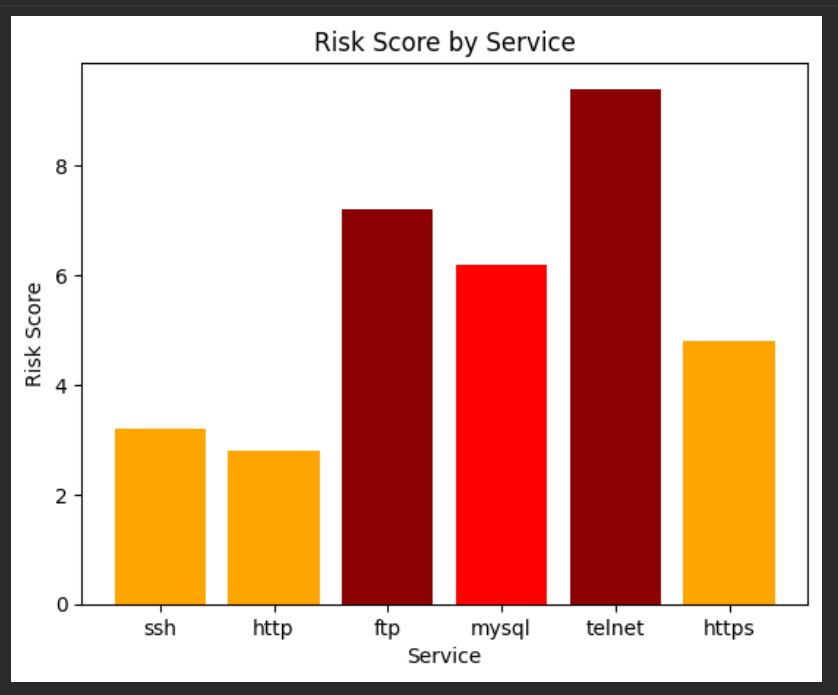 Risk Score by Service
Risk Score
8
6
4
2
0
ssh http ftp mysql telnet https
Service